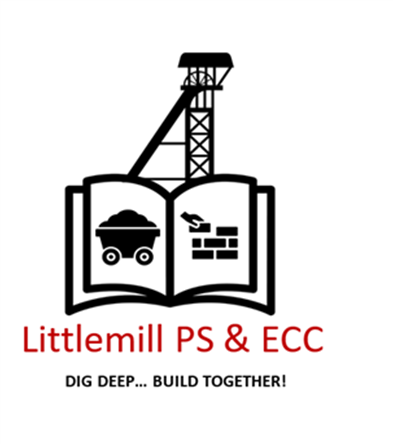 Littlemill PS & ECC
DIG DEEP... BUILD TOGETHER!